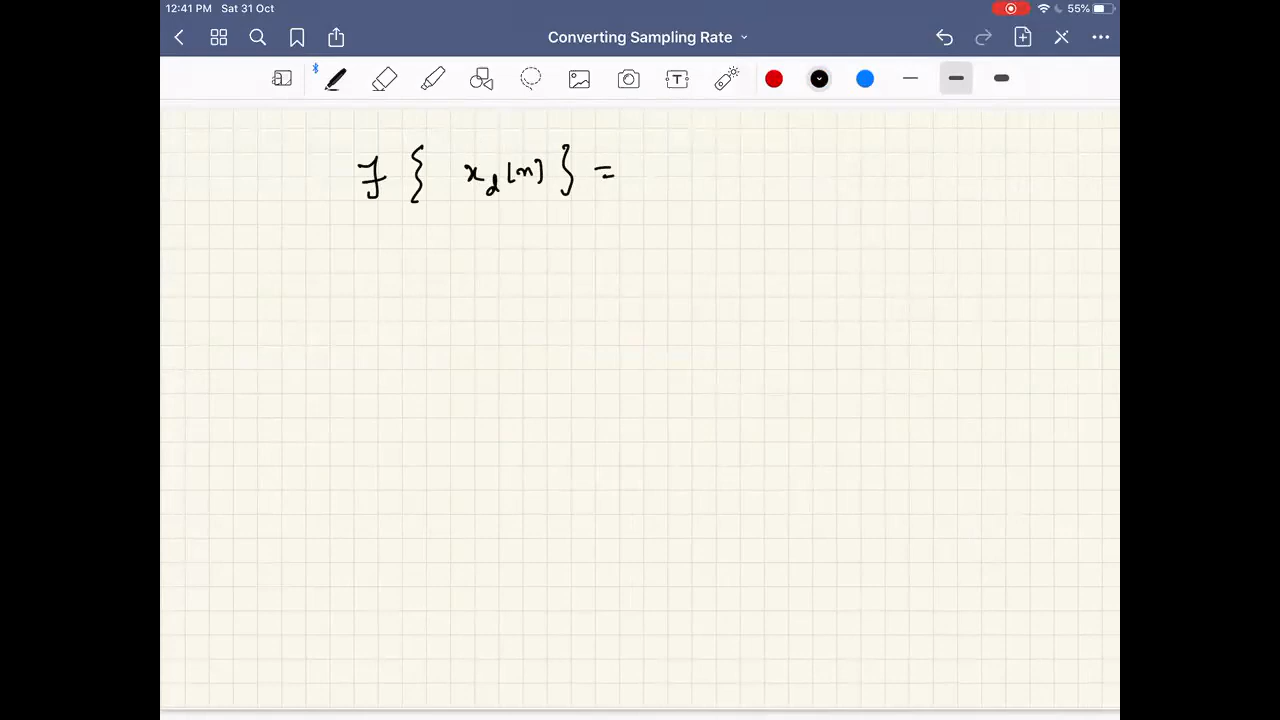 12:41 PM Sat 31 Oct 55%
Converting Sampling Rate
T
ℱ { x_d[n] } =